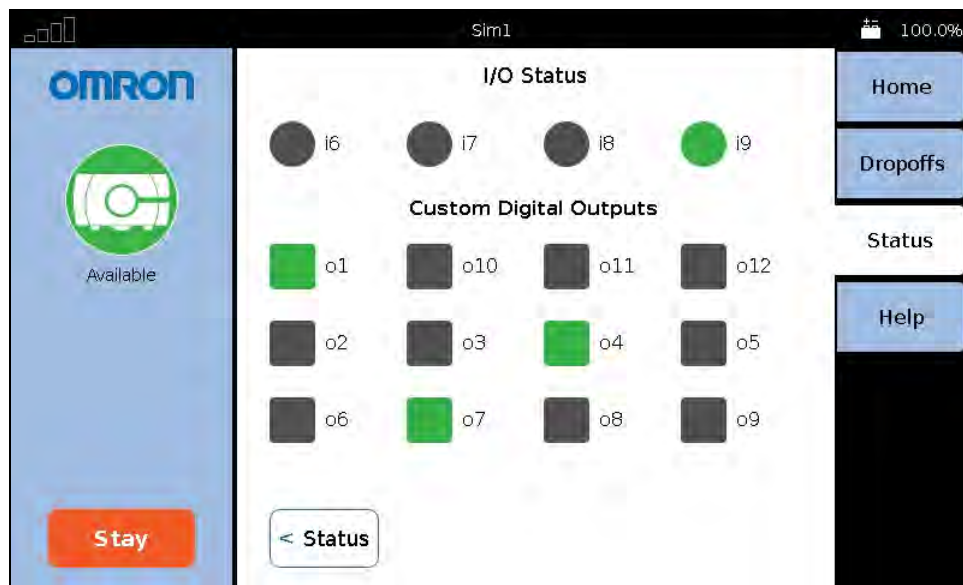 Sim1
100.0%
OMRON
Available
Stay
I/O Status
i6 i7 i8 i9
Custom Digital Outputs
o1 o10 o11 o12
o2 o3 o4 o5
o6 o7 o8 o9
< Status
Home
Dropoffs
Status
Help